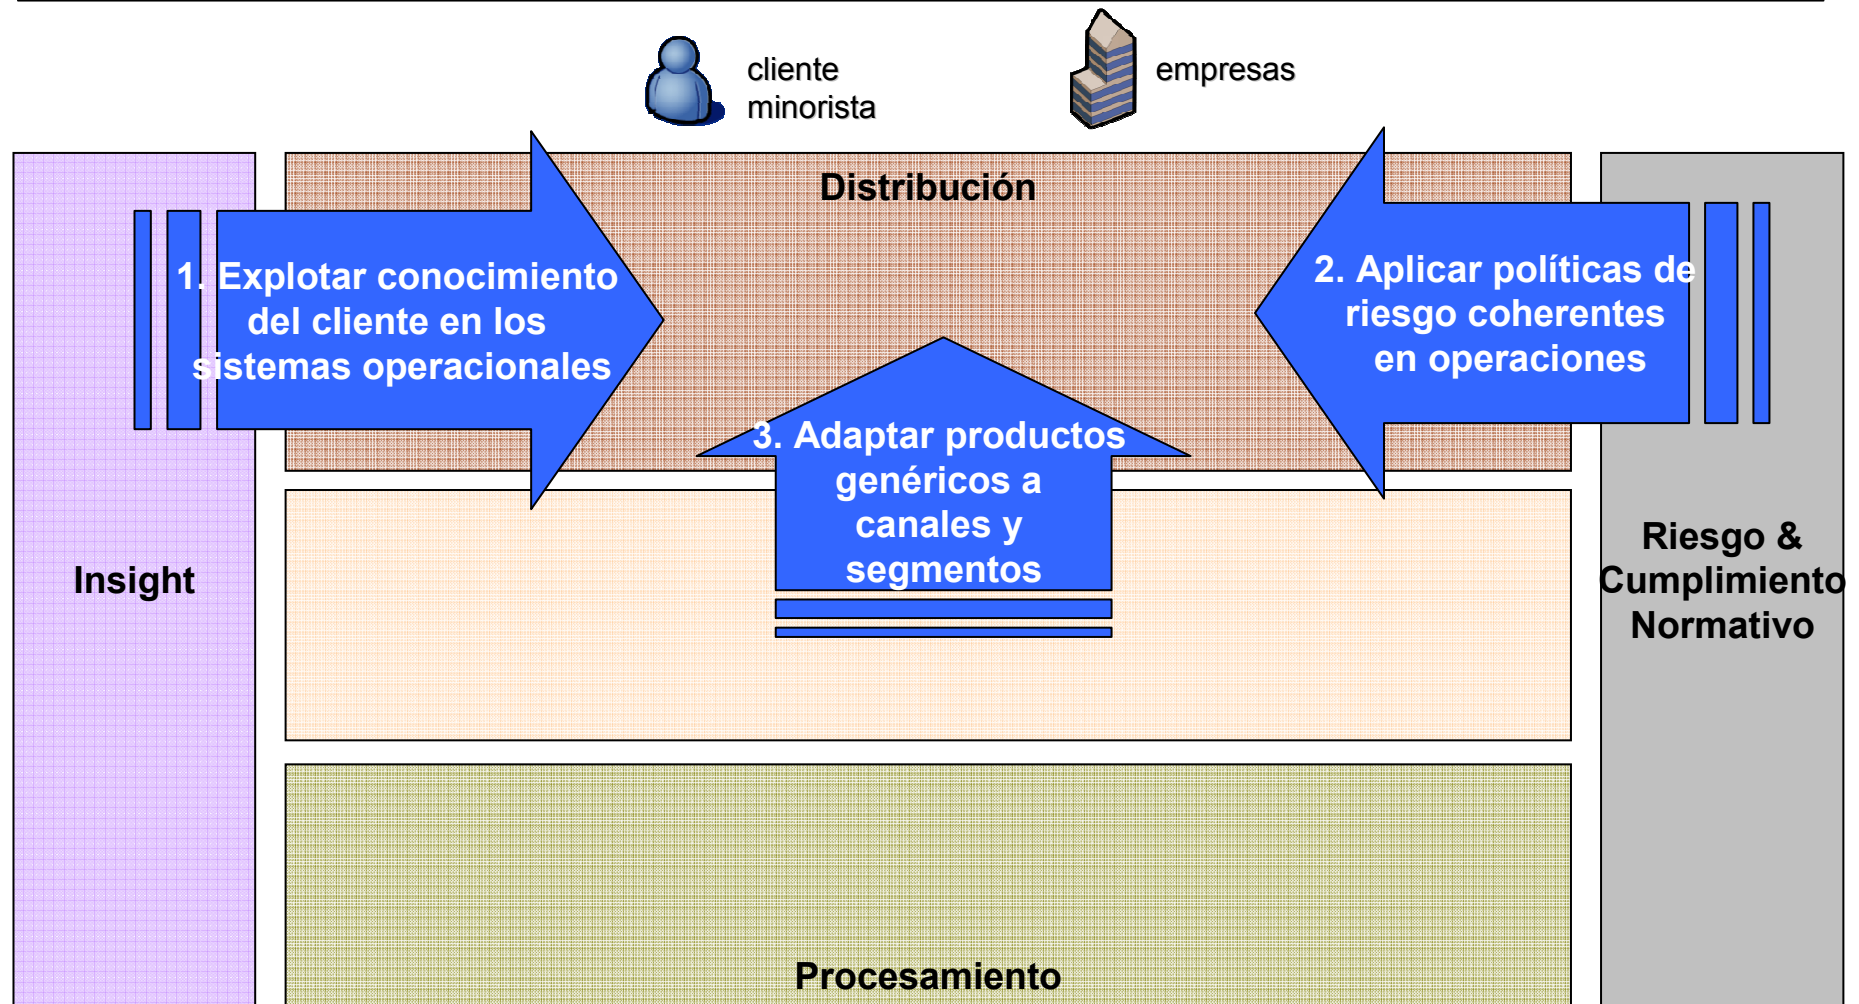 cliente
minorista
empresas
Distribución
1. Explotar conocimiento
del cliente en los
sistemas operacionales
2. Aplicar políticas de
riesgo coherentes
en operaciones
3. Adaptar productos
genéricos a
canales y
segmentos
Insight
Riesgo &
Cumplimiento
Normativo
Procesamiento